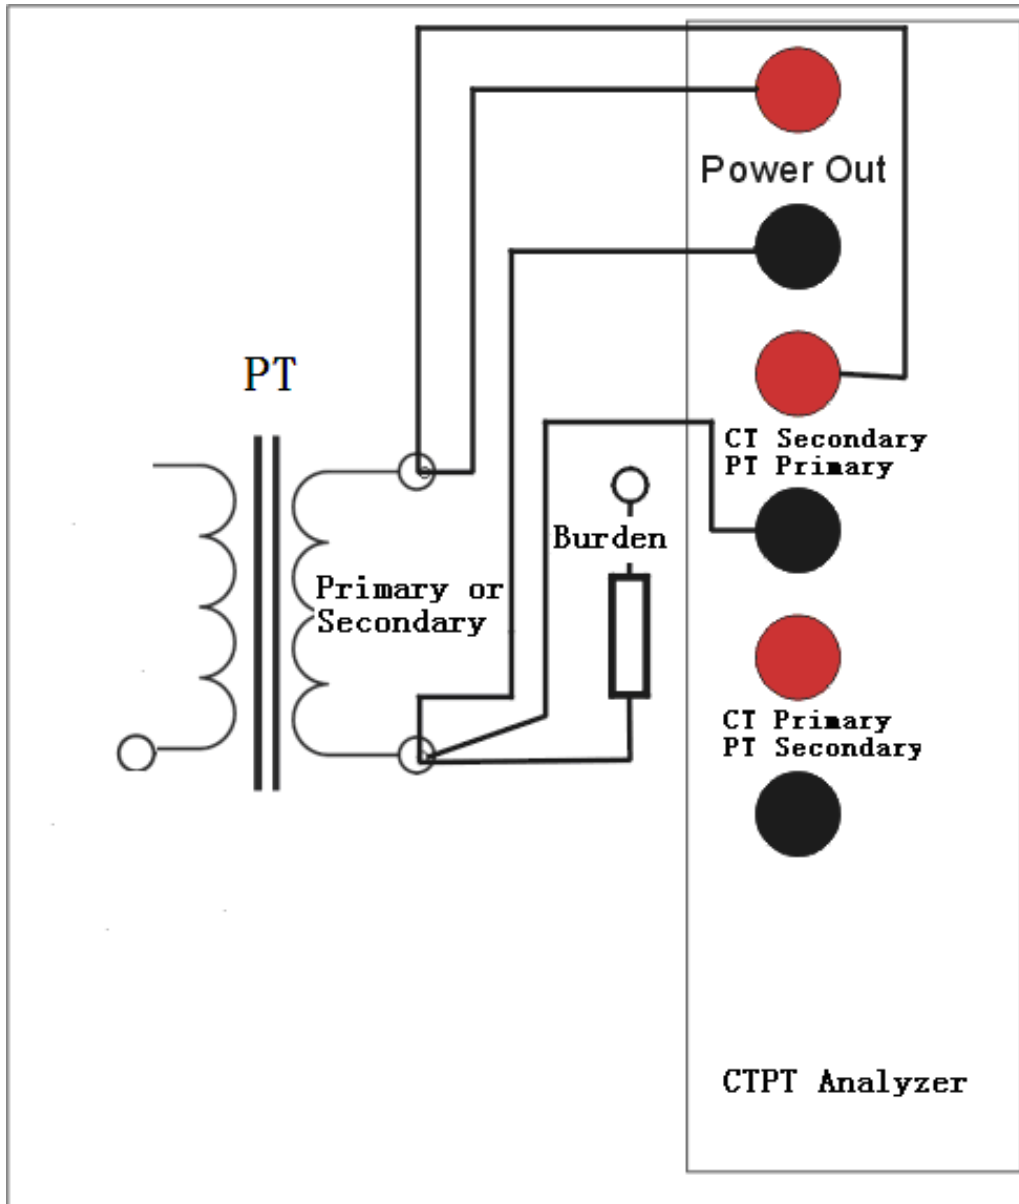 Power Out
PT
CT Secondary
PT Primary
Burden
Primary or
Secondary
CT Primary
PT Secondary
CTPT Analyzer